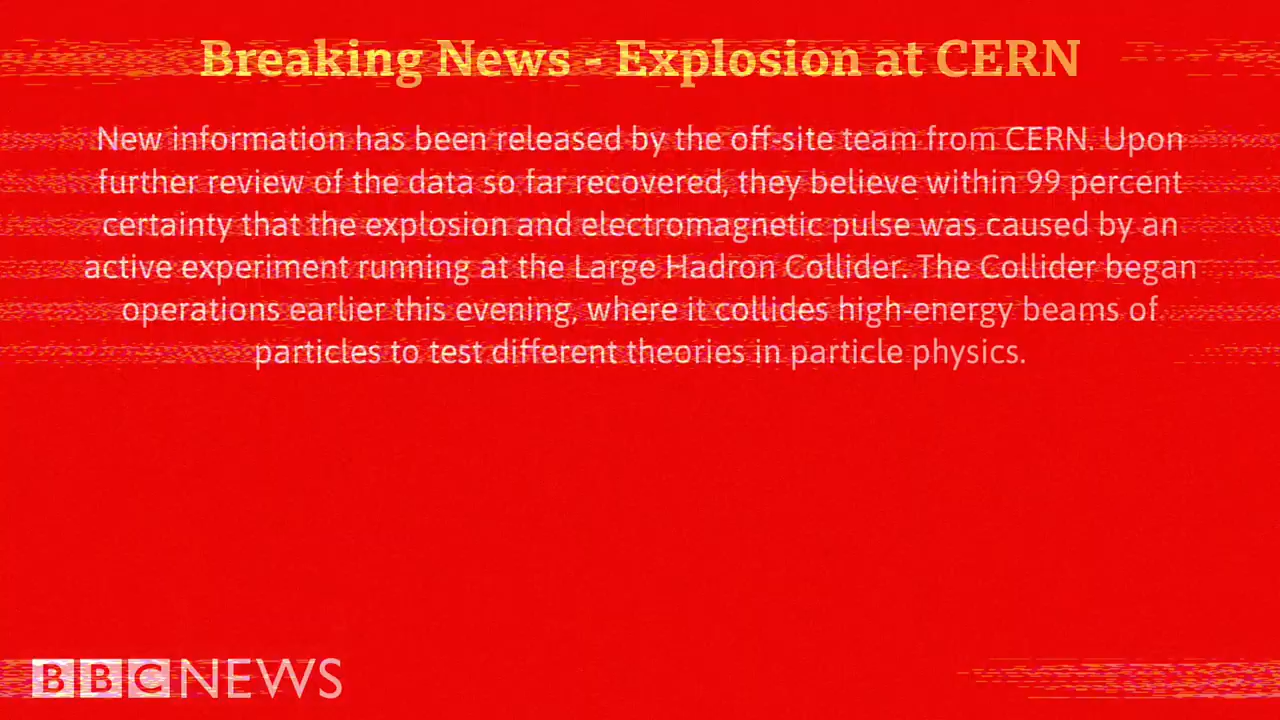 Breaking News - Explosion at CERN
New information has been released by the off-site team from CERN. Upon
further review of the data so far recovered, they believe within 99 percent
certainty that the explosion and electromagnetic pulse was caused by an
active experiment running at the Large Hadron Collider. The Collider began
operations earlier this evening, where it collides high-energy beams of
particles to test different theories in particle physics.
BBC NEWS